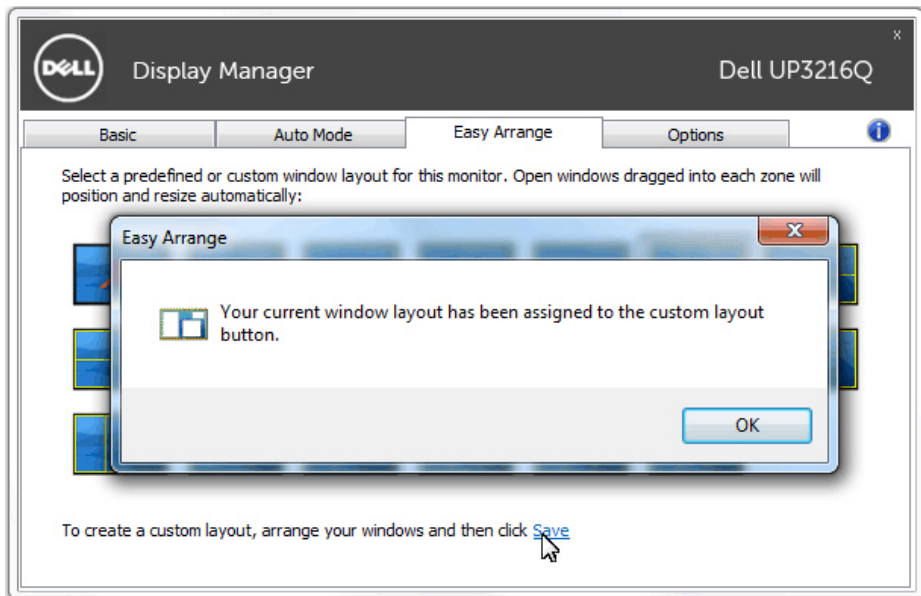 DELL
Display Manager
Dell UP3216Q
x
Basic
Auto Mode
Easy Arrange
Options
i
Select a predefined or custom window layout for this monitor. Open windows dragged into each zone will
position and resize automatically:
Easy Arrange
x
Your current window layout has been assigned to the custom layout
button.
OK
To create a custom layout, arrange your windows and then click Save